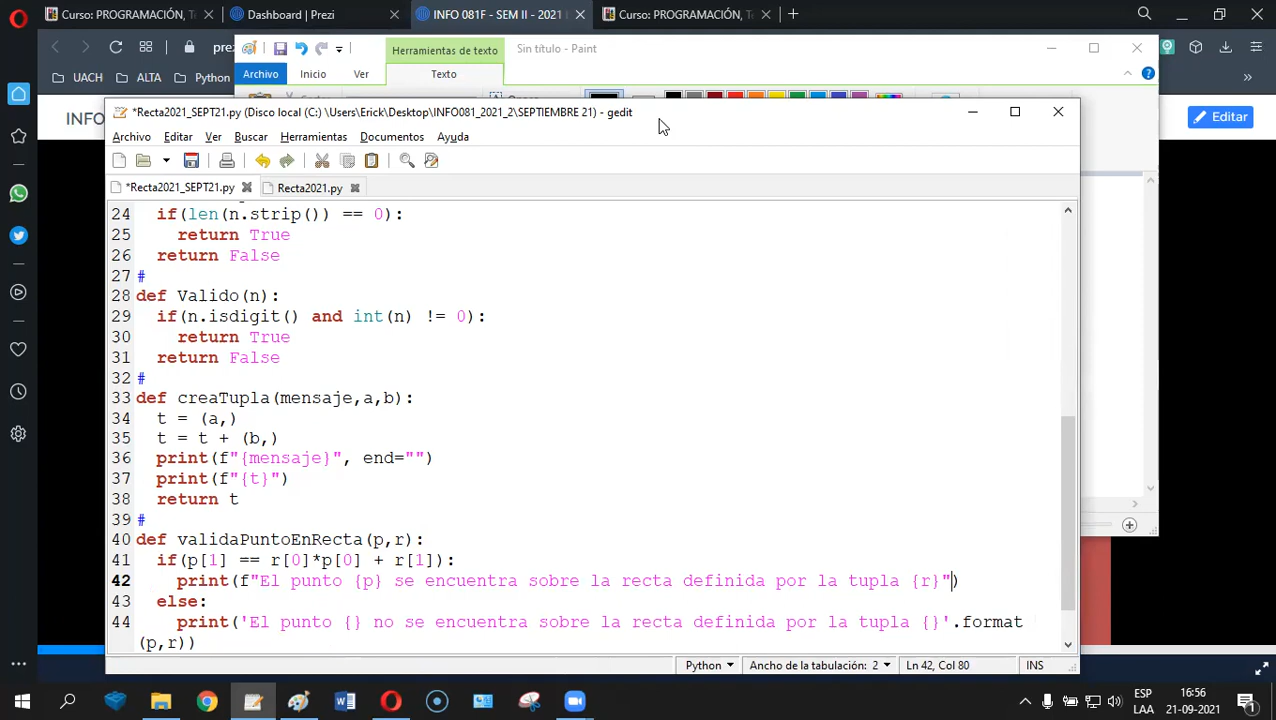 Curso: PROGRAMACIÓN, T
Dashboard | Prezi
INFO 081F - SEM II - 2021
Curso: PROGRAMACIÓN, T
prez
UACH
ALTA
Python
Herramientas de texto
Sin título - Paint
Archivo
Inicio
Ver
Texto
INFO
Editar
*Recta2021_SEPT21.py (Disco local (C:) \Users\Erick\Desktop\INFO081_2021_2\SEPTIEMBRE 21) - gedit
Archivo Editar Ver Buscar Herramientas Documentos Ayuda
*Recta2021_SEPT21.py
Recta2021.py
24 if(len(n.strip()) == 0):
25 return True
26 return False
27 #
28 def Valido(n):
29 if(n.isdigit() and int(n) != 0):
30 return True
31 return False
32 #
33 def creaTupla(mensaje,a,b):
34 t = (a,)
35 t = t + (b,)
36 print(f"{mensaje}", end="")
37 print(f"{t}")
38 return t
39 #
40 def validaPuntoEnRecta(p,r):
41 if(p[1] == r[0]*p[0] + r[1]):
42 print(f"El punto {p} se encuentra sobre la recta definida por la tupla {r}")
43 else:
44 print('El punto {} no se encuentra sobre la recta definida por la tupla {}'.format
(p,r))
Python
Ancho de la tabulación: 2
Ln 42, Col 80
INS
ESP
LAA
16:56
21-09-2021